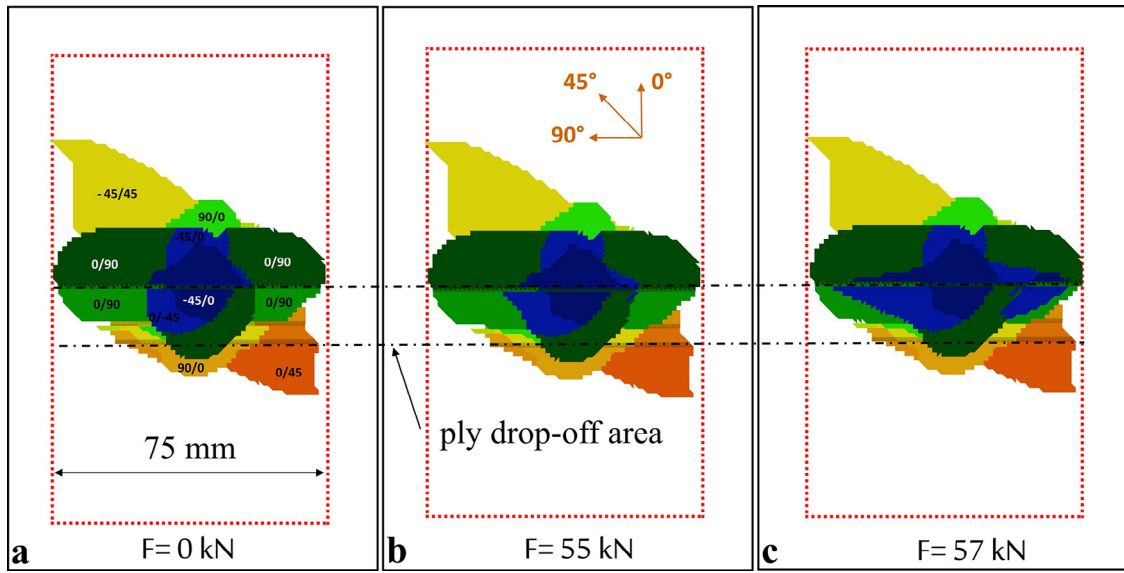 45°
0°
90°
- 45/45
90/0
45/0
0/90
0/90
0/90
-45/0
0/90
0/-45
90/0
0/45
ply drop-off area
75 mm
a
F= 0 kN
b
F= 55 kN
c
F= 57 kN